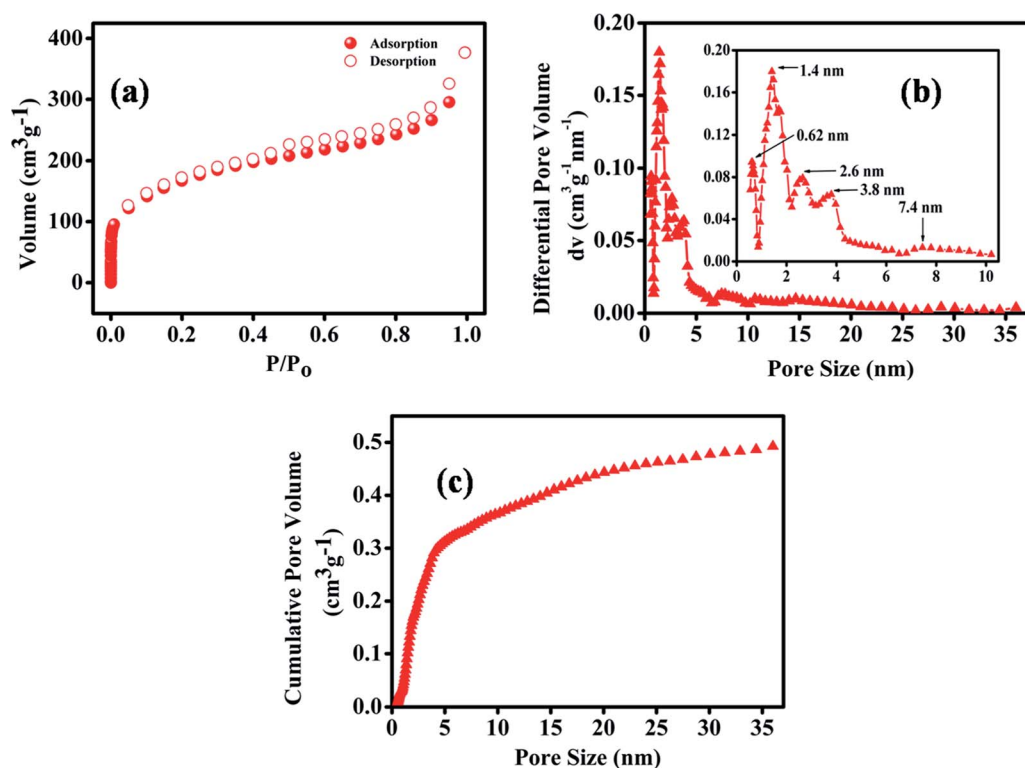 400
300
200
100
0
Volume (cm³g-1)
(a)
Adsorption
Desorption
0.0 0.2 0.4 0.6 0.8 1.0
P/Po
0.20
0.15
0.10
0.05
0.00
Differential Pore Volume
dv (cm³g-1nm-1)
(b)
0.20
0.16
0.12
0.08
0.04
0.0
1.4 nm
0.62 nm
2.6 nm
3.8 nm
7.4 nm
0 2 4 6 8 10
0 5 10 15 20 25 30 35
Pore Size (nm)
0.5
0.4
0.3
0.2
0.1
0.0
Cumulative Pore Volume
(cm³g-1)
(c)
0 5 10 15 20 25 30 35
Pore Size (nm)